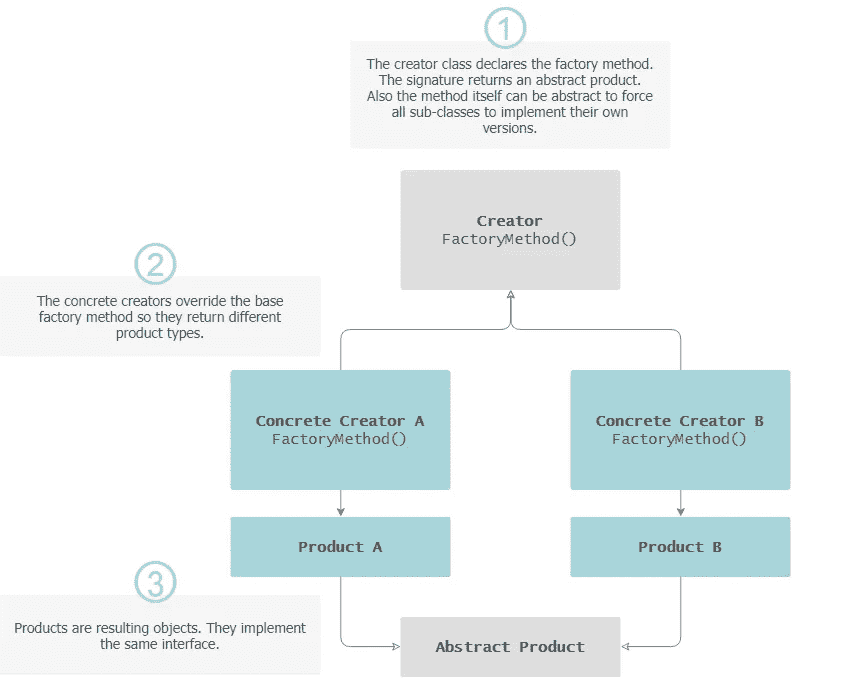 1
The creator class declares the factory method.
The signature returns an abstract product.
Also the method itself can be abstract to force
all sub-classes to implement their own
versions.
Creator
FactoryMethod()
2
The concrete creators override the base
factory method so they return different
product types.
Concrete Creator A
FactoryMethod()
Concrete Creator B
FactoryMethod()
Product A
Product B
3
Products are resulting objects. They implement
the same interface.
Abstract Product